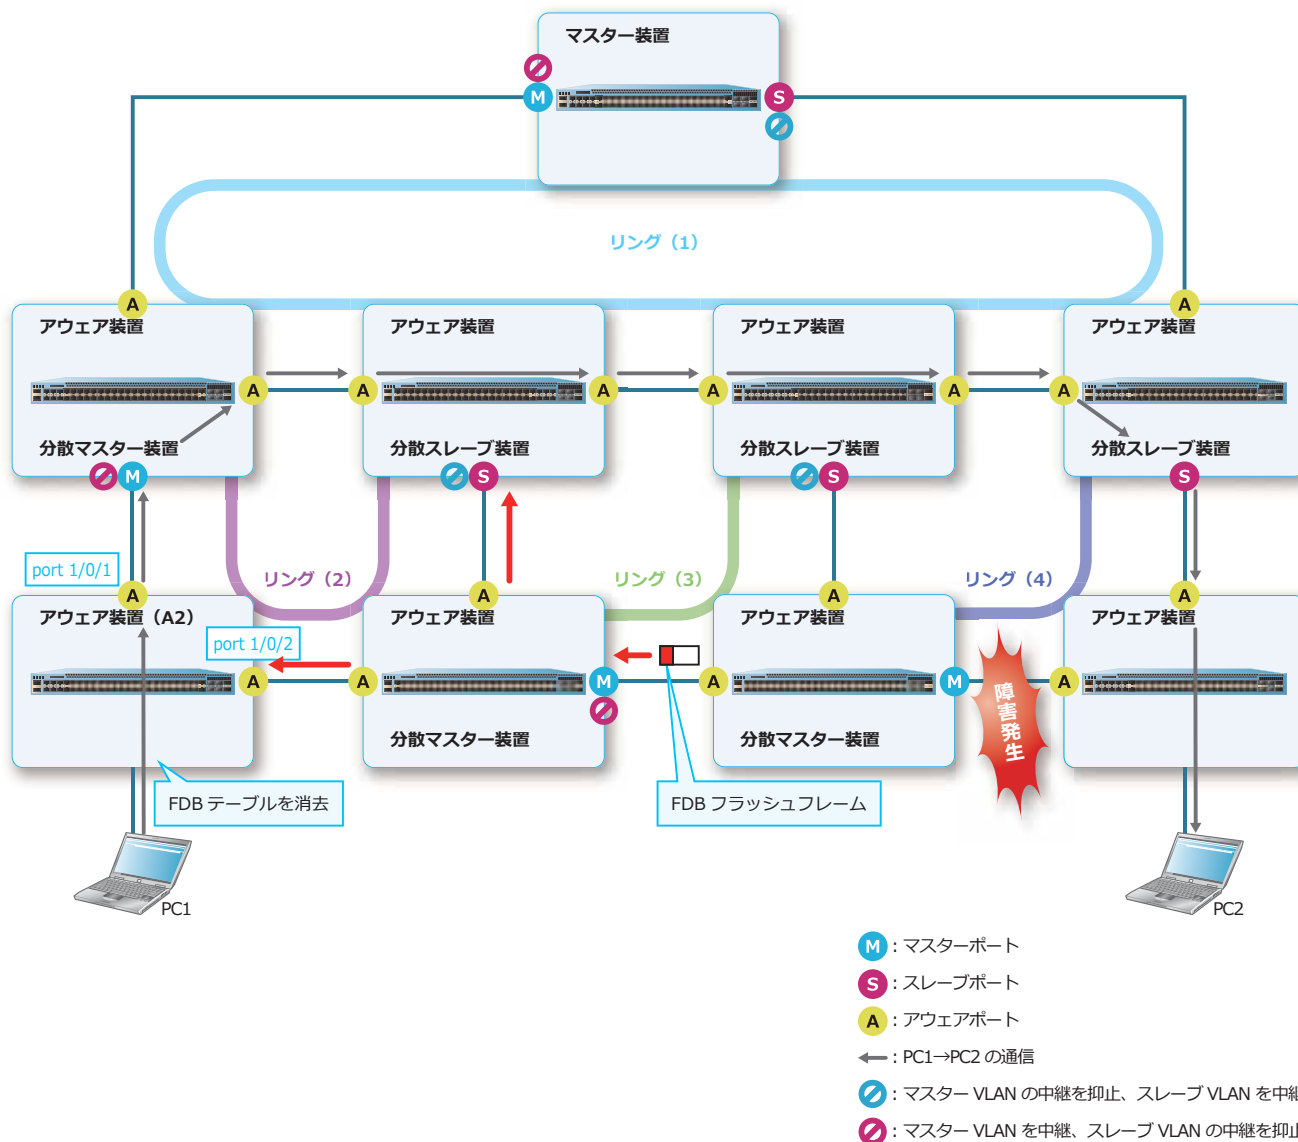 マスター装置
M
S
リング（1）
A
A
アウェア装置
アウェア装置
アウェア装置
アウェア装置
A
A
A
A
A
A
分散マスター装置
分散スレーブ装置
分散スレーブ装置
分散スレーブ装置
M
S
S
S
port 1/0/1
リング（2）
リング（3）
リング（4）
A
A
A
A
アウェア装置（A2）
アウェア装置
アウェア装置
アウェア装置
port 1/0/2
A
A
M
A
M
A
障害発生
分散マスター装置
分散マスター装置
FDB テーブルを消去
FDB フラッシュフレーム
PC1
PC2
M：マスターポート
S：スレーブポート
A：アウェアポート
：PC1→PC2 の通信
：マスター VLAN の中継を抑止、スレーブ VLAN を中継
：マスター VLAN を中継、スレーブ VLAN の中継を抑止